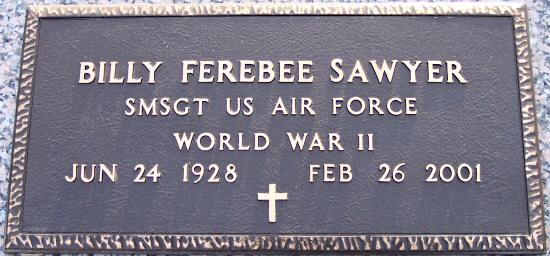 BILLY FEREBEE SAWYER
SMSGT US AIR FORCE
WORLD WAR II
JUN 24 1928 FEB 26 2001